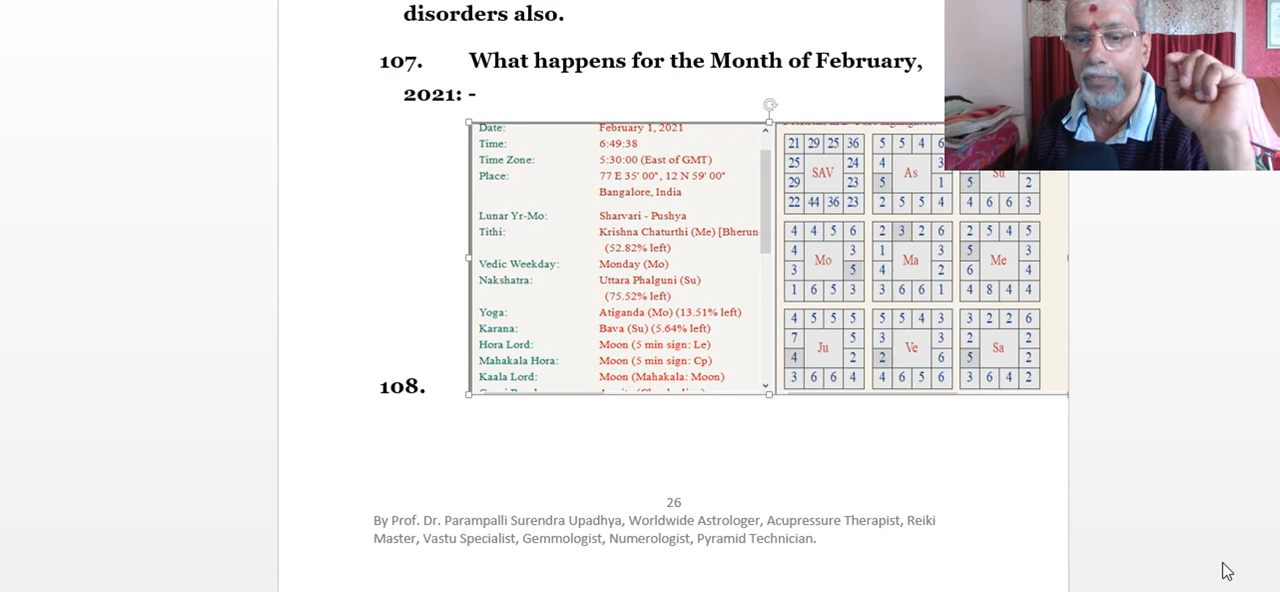 disorders also.
107. What happens for the Month of February,
2021: -
Date: February 1, 2021
Time: 6:49:38
Time Zone: 5:30:00 (East of GMT)
Place: 77 E 35' 00", 12 N 59' 00"
Bangalore, India
Lunar Yr-Mo: Sharvari - Pushya
Tithi: Krishna Chaturthi (Me) [Bherun
(52.82% left)
Vedic Weekday: Monday (Mo)
Nakshatra: Uttara Phalguni (Su)
(75.52% left)
Yoga: Atiganda (Mo) (13.51% left)
Karana: Bava (Su) (5.64% left)
Hora Lord: Moon (5 min sign: Le)
Mahakala Hora: Moon (5 min sign: Cp)
Kaala Lord: Moon (Mahakala: Moon)
21 29 25 36 5 5 4 6
25 24 4 3
SAV As Su
29 23 5 1 5 2
22 44 36 23 2 5 5 4 4 6 6 3
4 4 5 6 2 3 2 6 2 5 4 5
4 3 1 3 5 3
Mo Ma Me
3 5 4 2 6 4
1 6 5 3 3 6 6 1 4 8 4 4
4 5 5 5 5 5 4 3 3 2 2 6
7 5 3 3 2 2
Ju Ve Sa
4 2 2 6 5 2
3 6 6 4 4 6 5 6 3 6 4 2
108.
26
By Prof. Dr. Parampalli Surendra Upadhya, Worldwide Astrologer, Acupressure Therapist, Reiki
Master, Vastu Specialist, Gemmologist, Numerologist, Pyramid Technician.